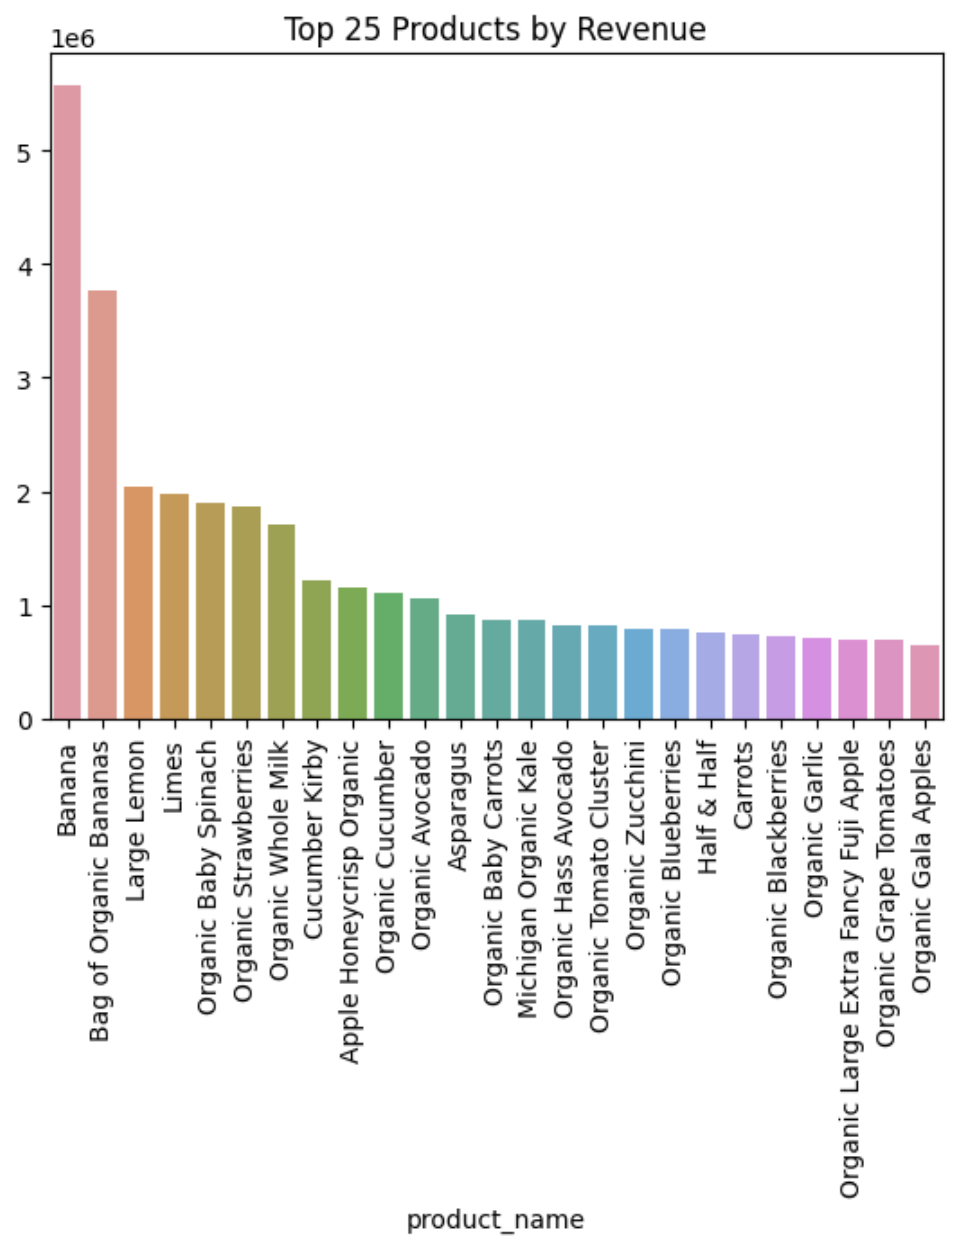 Top 25 Products by Revenue
1e6
5
4
3
2
1
0
Banana
Bag of Organic Bananas
Large Lemon
Limes
Organic Baby Spinach
Organic Strawberries
Organic Whole Milk
Cucumber Kirby
Apple Honeycrisp Organic
Organic Cucumber
Organic Avocado
Asparagus
Organic Baby Carrots
Michigan Organic Kale
Organic Hass Avocado
Organic Tomato Cluster
Organic Zucchini
Organic Blueberries
Half & Half
Carrots
Organic Blackberries
Organic Garlic
Organic Large Extra Fancy Fuji Apple
Organic Grape Tomatoes
Organic Gala Apples
product_name